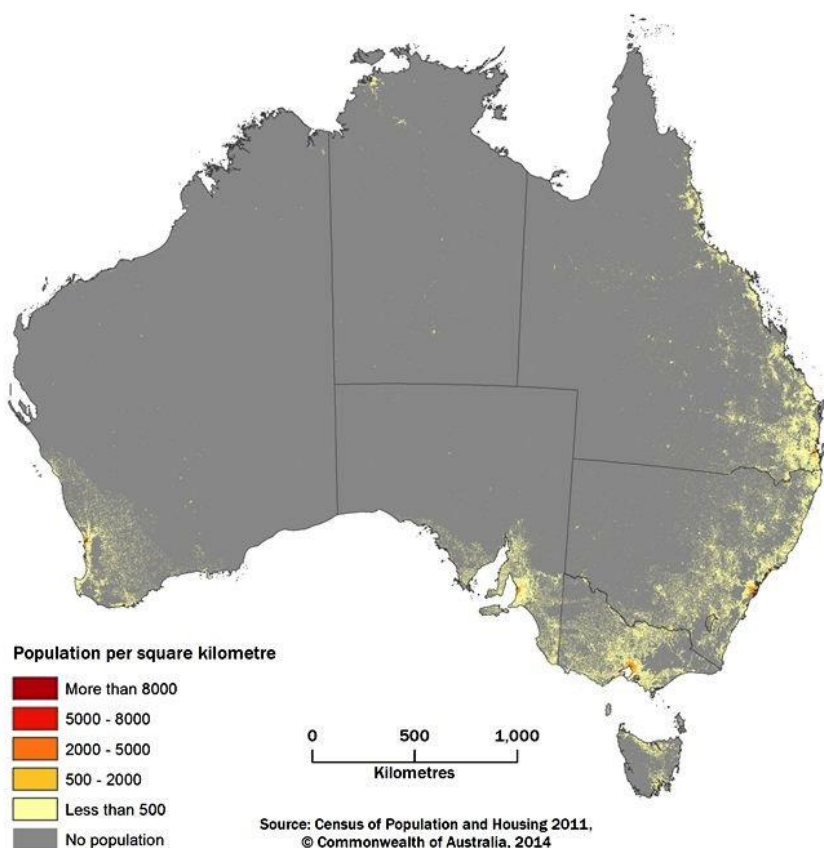 Population per square kilometre
More than 8000
5000 - 8000
2000 - 5000
500 - 2000
Less than 500
No population
0 500 1,000
Kilometres
Source: Census of Population and Housing 2011,
© Commonwealth of Australia, 2014